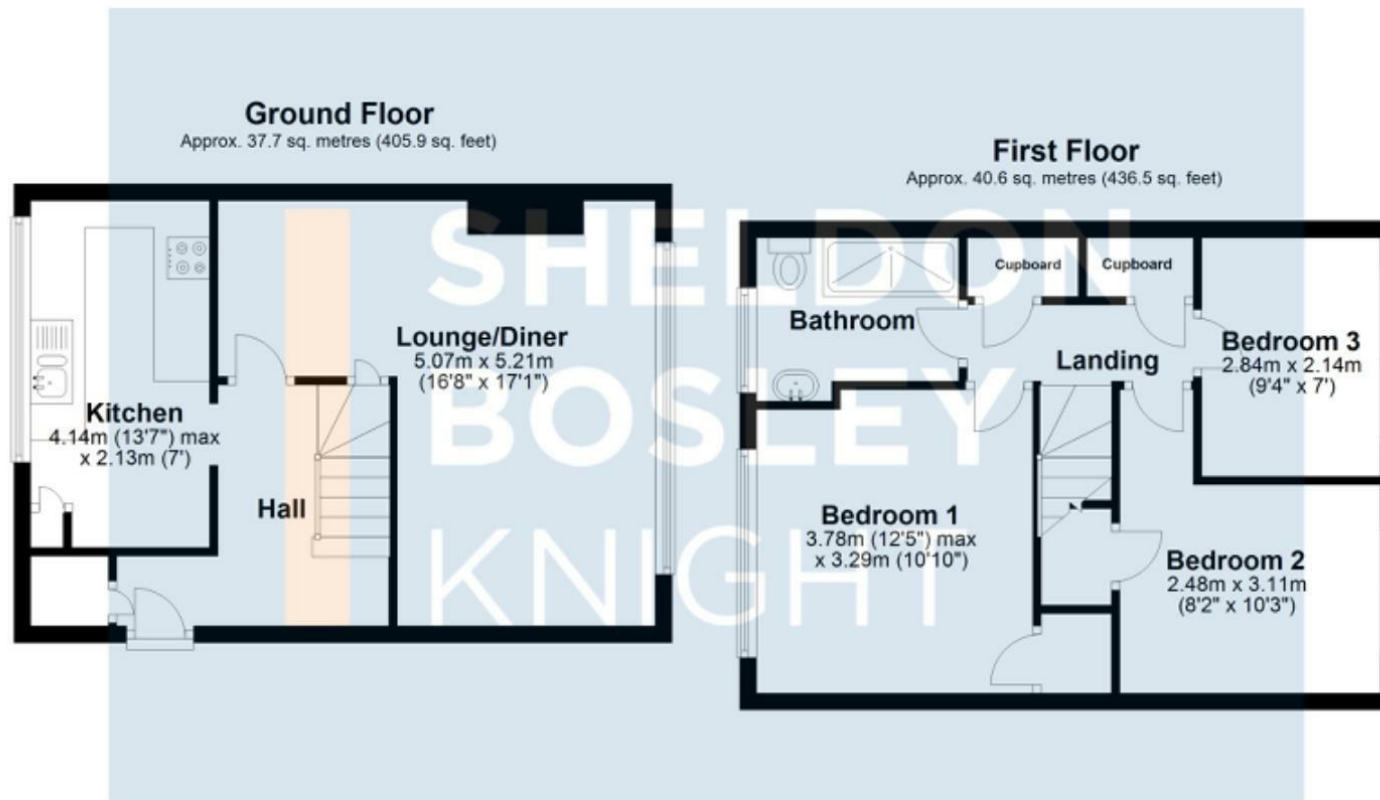 Ground Floor
Approx. 37.7 sq. metres (405.9 sq. feet)
Lounge/Diner
5.07m x 5.21m
(16'8" x 17'1")
Kitchen
4.14m (13'7") max
x 2.13m (7')
Hall
First Floor
Approx. 40.6 sq. metres (436.5 sq. feet)
Cupboard
Cupboard
Bathroom
Landing
Bedroom 3
2.84m x 2.14m
(9'4" x 7')
Bedroom 1
3.78m (12'5") max
x 3.29m (10'10")
Bedroom 2
2.48m x 3.11m
(8'2" x 10'3")
SHELDON
BOSLEY
KNIGHT